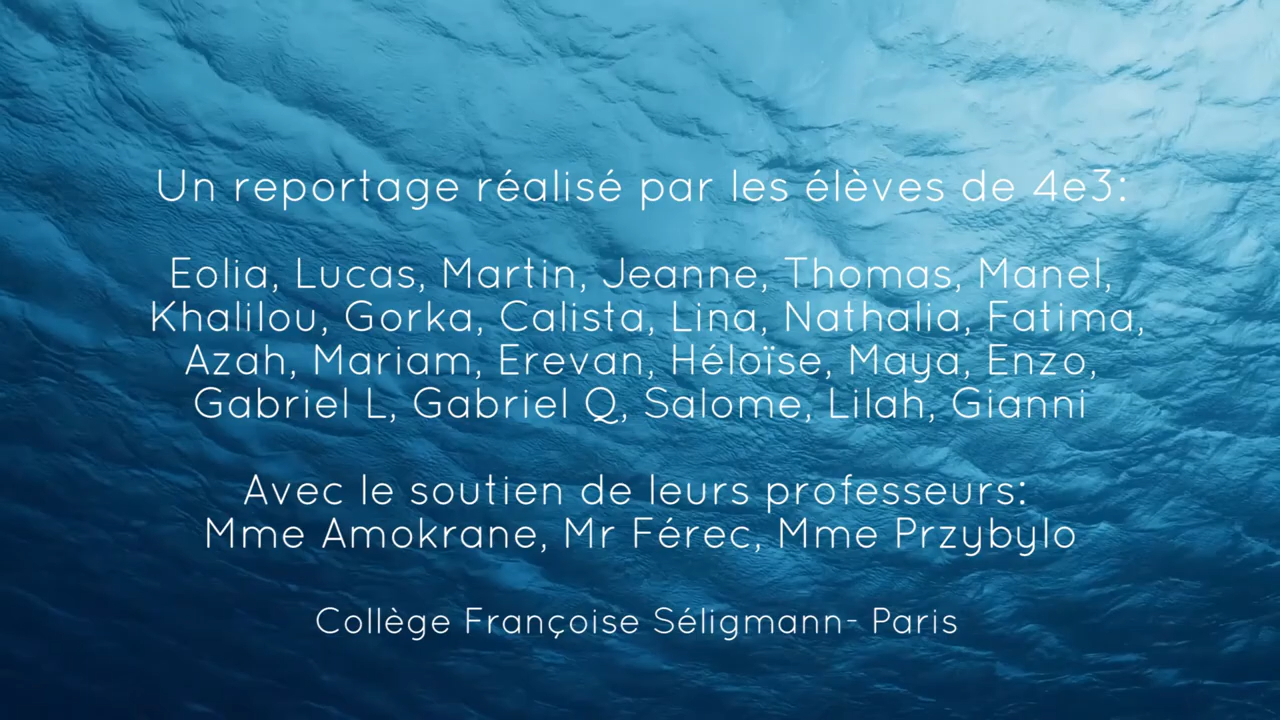 Un reportage réalisé par les élèves de 4e3:
Eolia, Lucas, Martin, Jeanne, Thomas, Manel,
Khalilou, Gorka, Calista, Lina, Nathalia, Fatima,
Azah, Mariam, Erevan, Héloïse, Maya, Enzo,
Gabriel L, Gabriel Q, Salome, Lilah, Gianni
Avec le soutien de leurs professeurs:
Mme Amokrane, Mr Férec, Mme Przybylo
Collège Françoise Séligmann- Paris